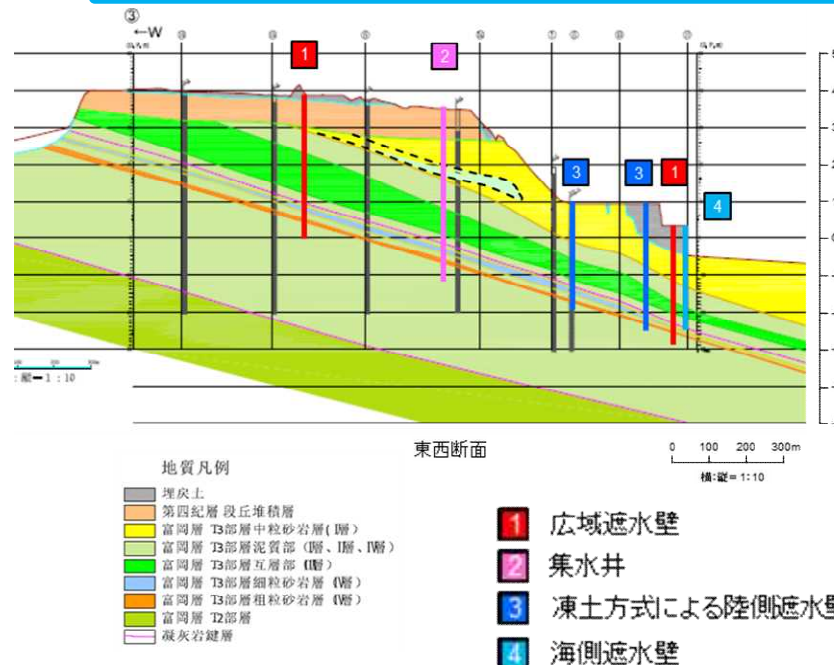 ③
←W
1
2
3
3
1
4
東西断面
0 100 200 300m
横:縦= 1:10
地質凡例
埋戻土
第四紀層 段丘堆積層
富岡層 T3部層中粒砂岩層(I層)
富岡層 T3部層泥質部 (I層、II層、IV層)
富岡層 T3部層互層部 (III層)
富岡層 T3部層細粒砂岩層 (IV層)
富岡層 T3部層粗粒砂岩層 (IV層)
富岡層 T2部層
凝灰岩鍵層
1 広域遮水壁
2 集水井
3 凍土方式による陸側遮水壁
4 海側遮水壁